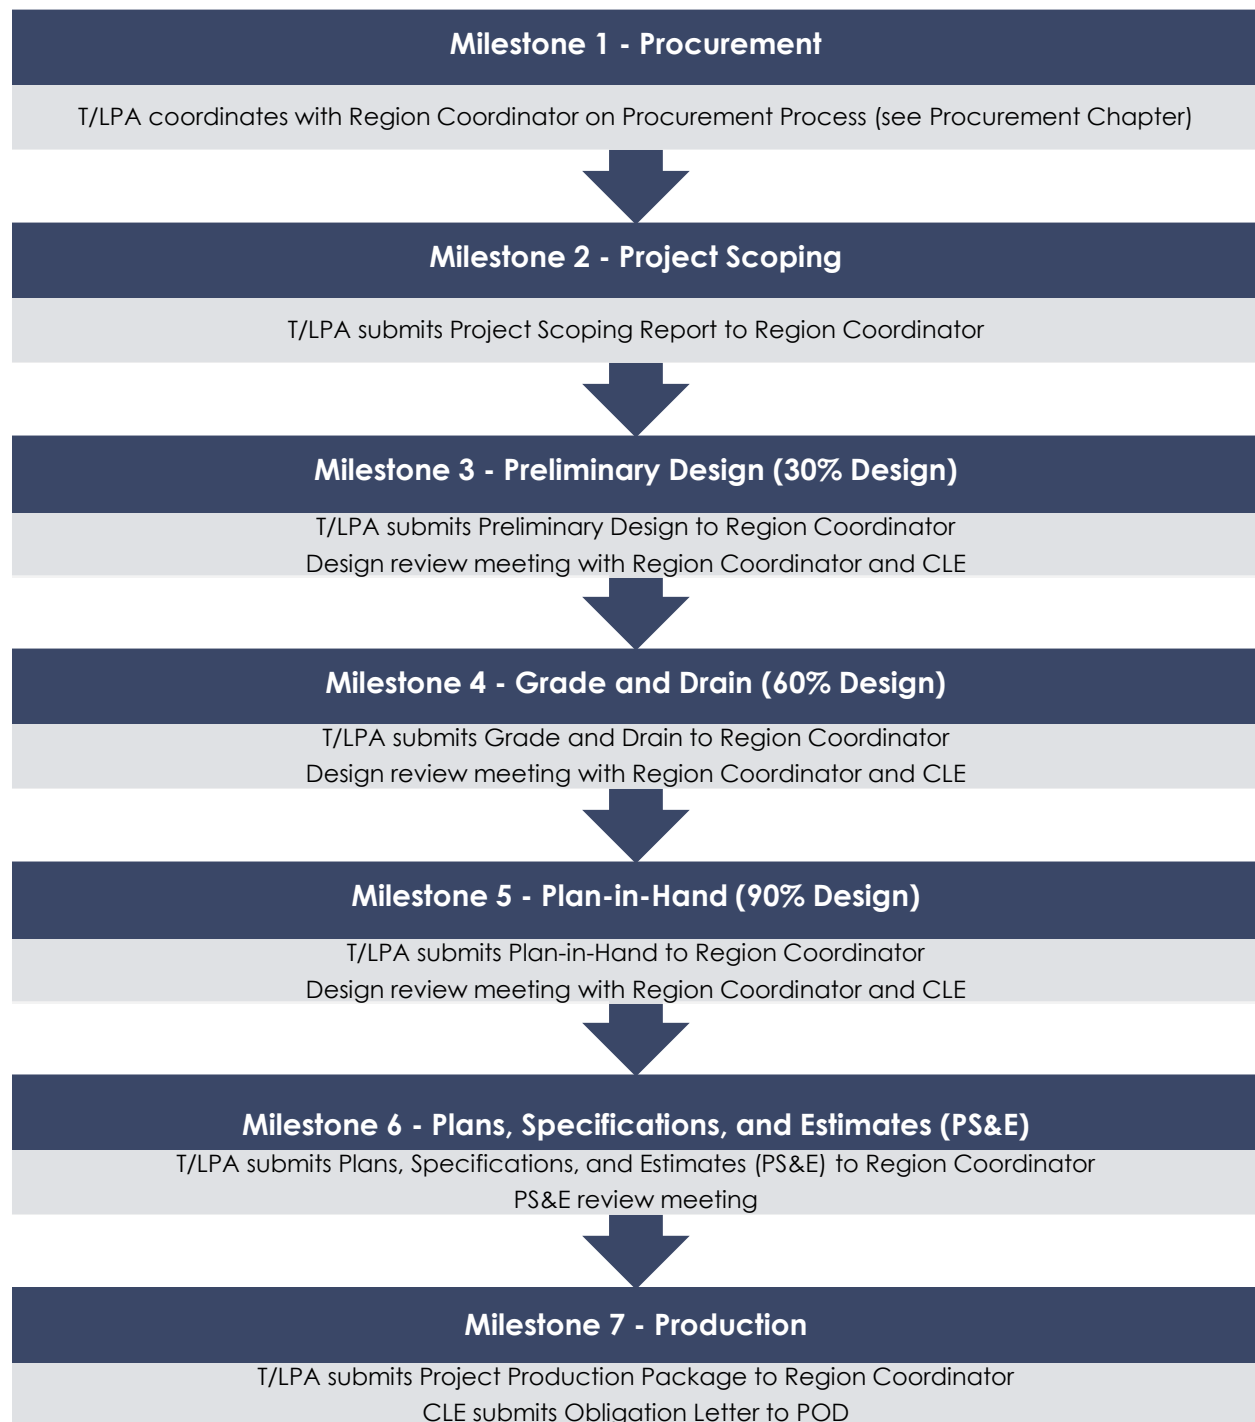 Milestone 1 - Procurement
T/LPA coordinates with Region Coordinator on Procurement Process (see Procurement Chapter)
Milestone 2 - Project Scoping
T/LPA submits Project Scoping Report to Region Coordinator
Milestone 3 - Preliminary Design (30% Design)
T/LPA submits Preliminary Design to Region Coordinator
Design review meeting with Region Coordinator and CLE
Milestone 4 - Grade and Drain (60% Design)
T/LPA submits Grade and Drain to Region Coordinator
Design review meeting with Region Coordinator and CLE
Milestone 5 - Plan-in-Hand (90% Design)
T/LPA submits Plan-in-Hand to Region Coordinator
Design review meeting with Region Coordinator and CLE
Milestone 6 - Plans, Specifications, and Estimates (PS&E)
T/LPA submits Plans, Specifications, and Estimates (PS&E) to Region Coordinator
PS&E review meeting
Milestone 7 - Production
T/LPA submits Project Production Package to Region Coordinator
CLE submits Obligation Letter to POD